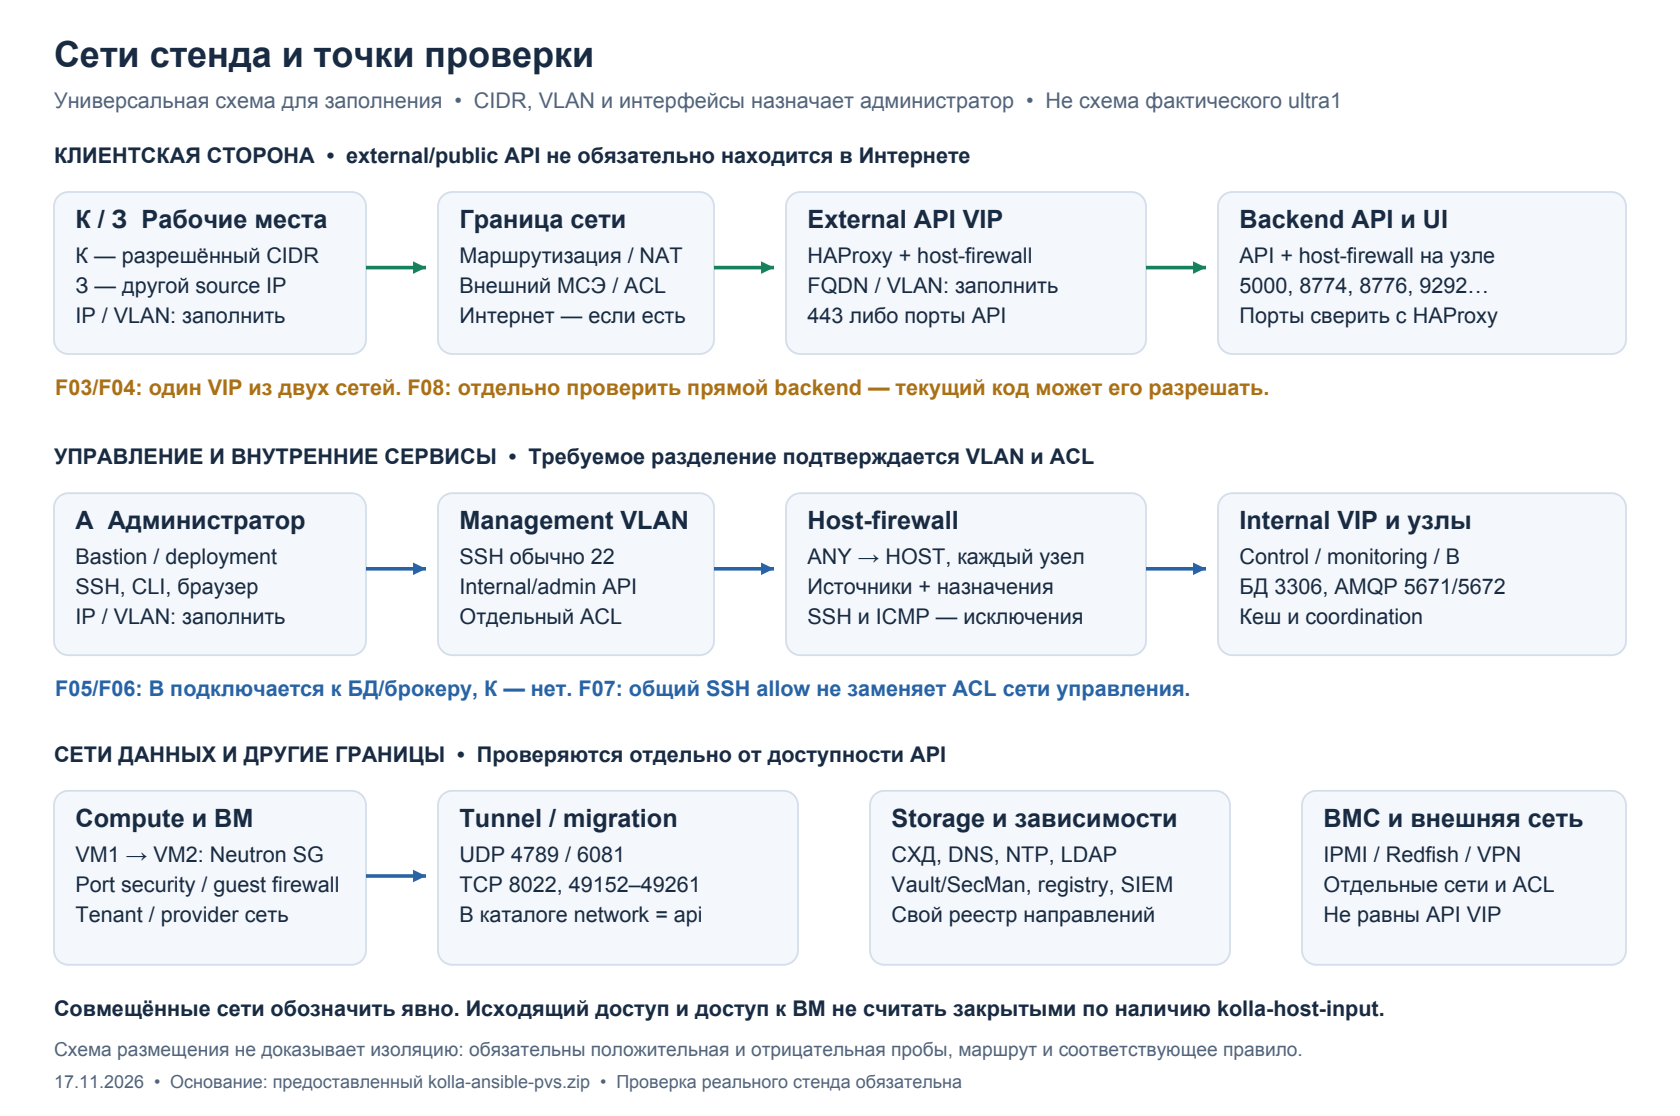 Сети стенда и точки проверки
Универсальная схема для заполнения • CIDR, VLAN и интерфейсы назначает администратор • Не схема фактического ultra1
КЛИЕНТСКАЯ СТОРОНА • external/public API не обязательно находится в Интернете
К / З Рабочие места
К — разрешённый CIDR
З — другой source IP
IP / VLAN: заполнить
Граница сети
Маршрутизация / NAT
Внешний МСЭ / ACL
Интернет — если есть
External API VIP
HAProxy + host-firewall
FQDN / VLAN: заполнить
443 либо порты API
Backend API и UI
API + host-firewall на узле
5000, 8774, 8776, 9292…
Порты сверить с HAProxy
F03/F04: один VIP из двух сетей. F08: отдельно проверить прямой backend — текущий код может его разрешать.
УПРАВЛЕНИЕ И ВНУТРЕННИЕ СЕРВИСЫ • Требуемое разделение подтверждается VLAN и ACL
А Администратор
Bastion / deployment
SSH, CLI, браузер
IP / VLAN: заполнить
Management VLAN
SSH обычно 22
Internal/admin API
Отдельный ACL
Host-firewall
ANY → HOST, каждый узел
Источники + назначения
SSH и ICMP — исключения
Internal VIP и узлы
Control / monitoring / В
БД 3306, AMQP 5671/5672
Кеш и coordination
F05/F06: В подключается к БД/брокеру, К — нет. F07: общий SSH allow не заменяет ACL сети управления.
СЕТИ ДАННЫХ И ДРУГИЕ ГРАНИЦЫ • Проверяются отдельно от доступности API
Compute и ВМ
VM1 → VM2: Neutron SG
Port security / guest firewall
Tenant / provider сеть
Tunnel / migration
UDP 4789 / 6081
TCP 8022, 49152–49261
В каталоге network = api
Storage и зависимости
СХД, DNS, NTP, LDAP
Vault/SecMan, registry, SIEM
Свой реестр направлений
BMC и внешняя сеть
IPMI / Redfish / VPN
Отдельные сети и ACL
Не равны API VIP
Совмещённые сети обозначить явно. Исходящий доступ и доступ к ВМ не считать закрытыми по наличию kolla-host-input.
Схема размещения не доказывает изоляцию: обязательны положительная и отрицательная пробы, маршрут и соответствующее правило.
17.11.2026 • Основание: предоставленный kolla-ansible-pvs.zip • Проверка реального стенда обязательна